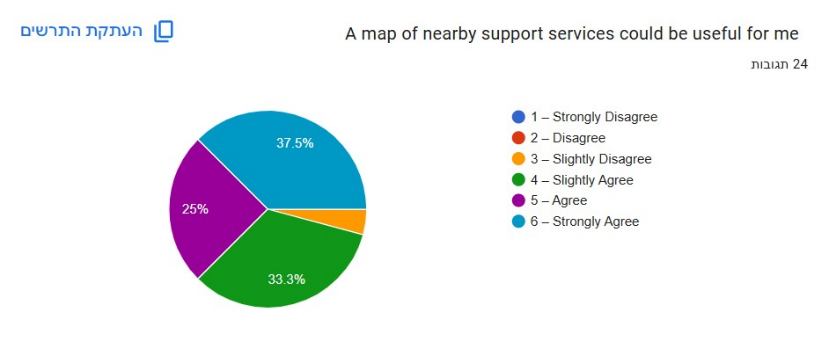 העתקת התרשים
A map of nearby support services could be useful for me
24 תגובות
37.5%
25%
33.3%
1 – Strongly Disagree
2 – Disagree
3 – Slightly Disagree
4 – Slightly Agree
5 – Agree
6 – Strongly Agree